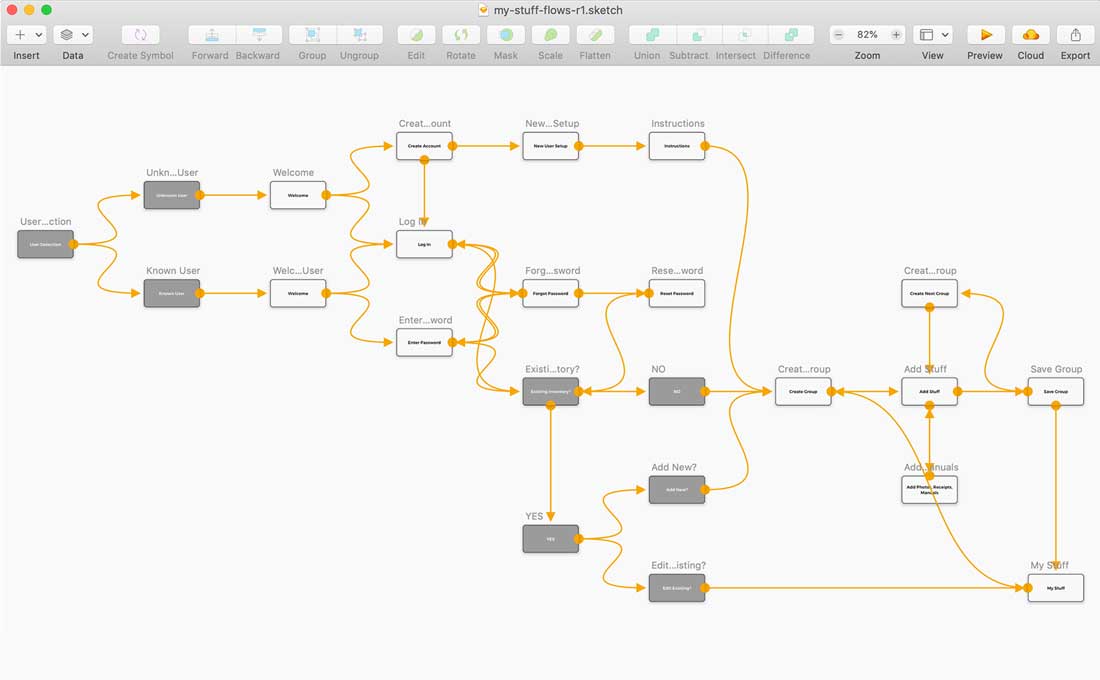 my-stuff-flows-r1.sketch
Insert
Data
Create Symbol
Forward
Backward
Group
Ungroup
Edit
Rotate
Mask
Scale
Flatten
Union
Subtract
Intersect
Difference
82%
Zoom
View
Preview
Cloud
Export
Creat...ount
Create Account
New...Setup
New User Setup
Instructions
Instructions
Unkn...User
Unknown User
Welcome
Welcome
User...ction
User Detection
Log In
Log In
Known User
Known User
Welc...User
Welcome
Forg...sword
Forgot Password
Rese...word
Reset Password
Creat...roup
Create Next Group
Enter...word
Enter Password
Existi...tory?
Existing Inventory?
NO
NO
Creat...roup
Create Group
Add Stuff
Add Stuff
Save Group
Save Group
Add New?
Add New?
Add...nuals
Add Photos, Receipts,
Manuals
YES
YES
Edit...isting?
Edit Existing?
My Stuff
My Stuff